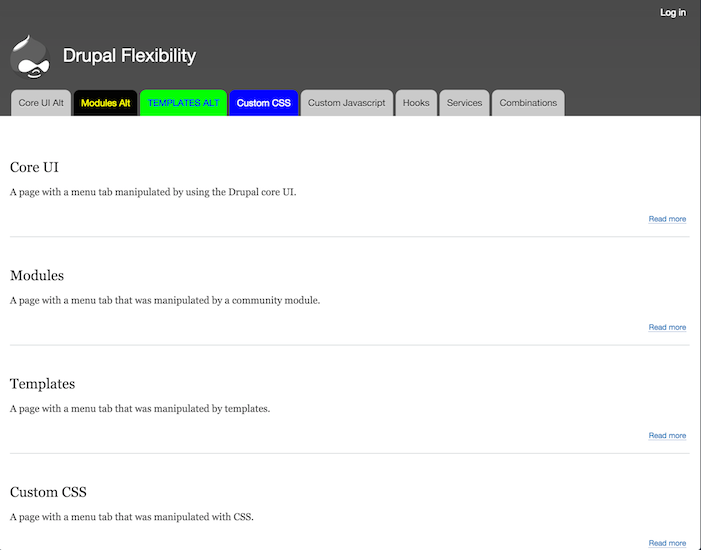 Log in
Drupal Flexibility
Core UI Alt
Modules Alt
TEMPLATES ALT
Custom CSS
Custom Javascript
Hooks
Services
Combinations
Core UI
A page with a menu tab manipulated by using the Drupal core UI.
Read more
Modules
A page with a menu tab that was manipulated by a community module.
Read more
Templates
A page with a menu tab that was manipulated by templates.
Read more
Custom CSS
A page with a menu tab that was manipulated with CSS.
Read more